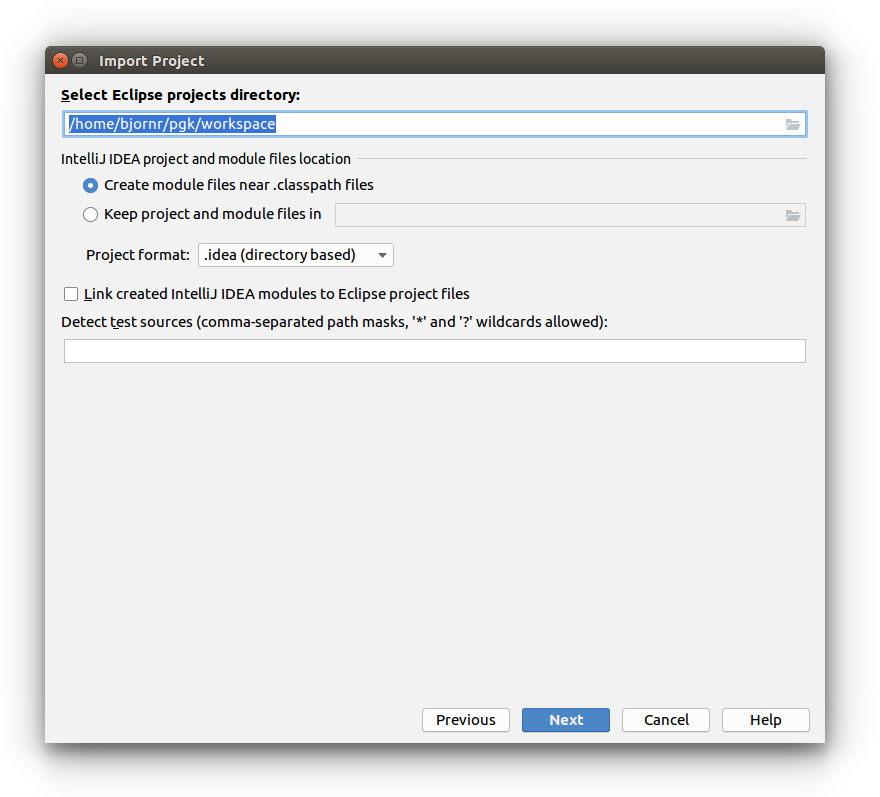 Import Project
Select Eclipse projects directory:
/home/bjornr/pgk/workspace
IntelliJ IDEA project and module files location
Create module files near .classpath files
Keep project and module files in
Project format: .idea (directory based)
Link created IntelliJ IDEA modules to Eclipse project files
Detect test sources (comma-separated path masks, '*' and '?' wildcards allowed):
Previous Next Cancel Help